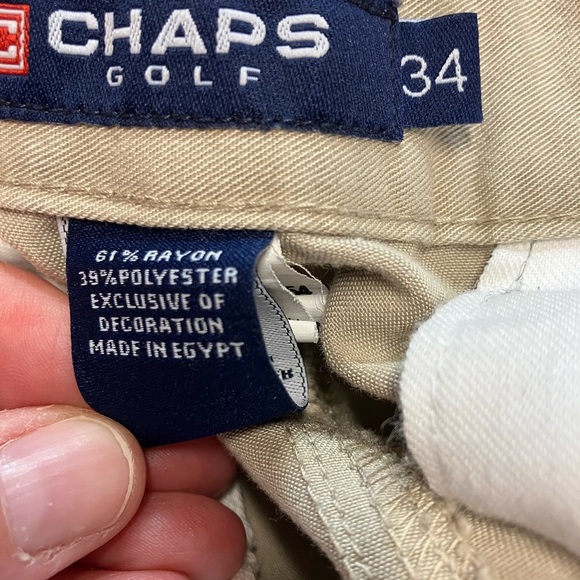 CHAPS
GOLF
34
61% RAYON
39% POLYESTER
EXCLUSIVE OF
DECORATION
MADE IN EGYPT